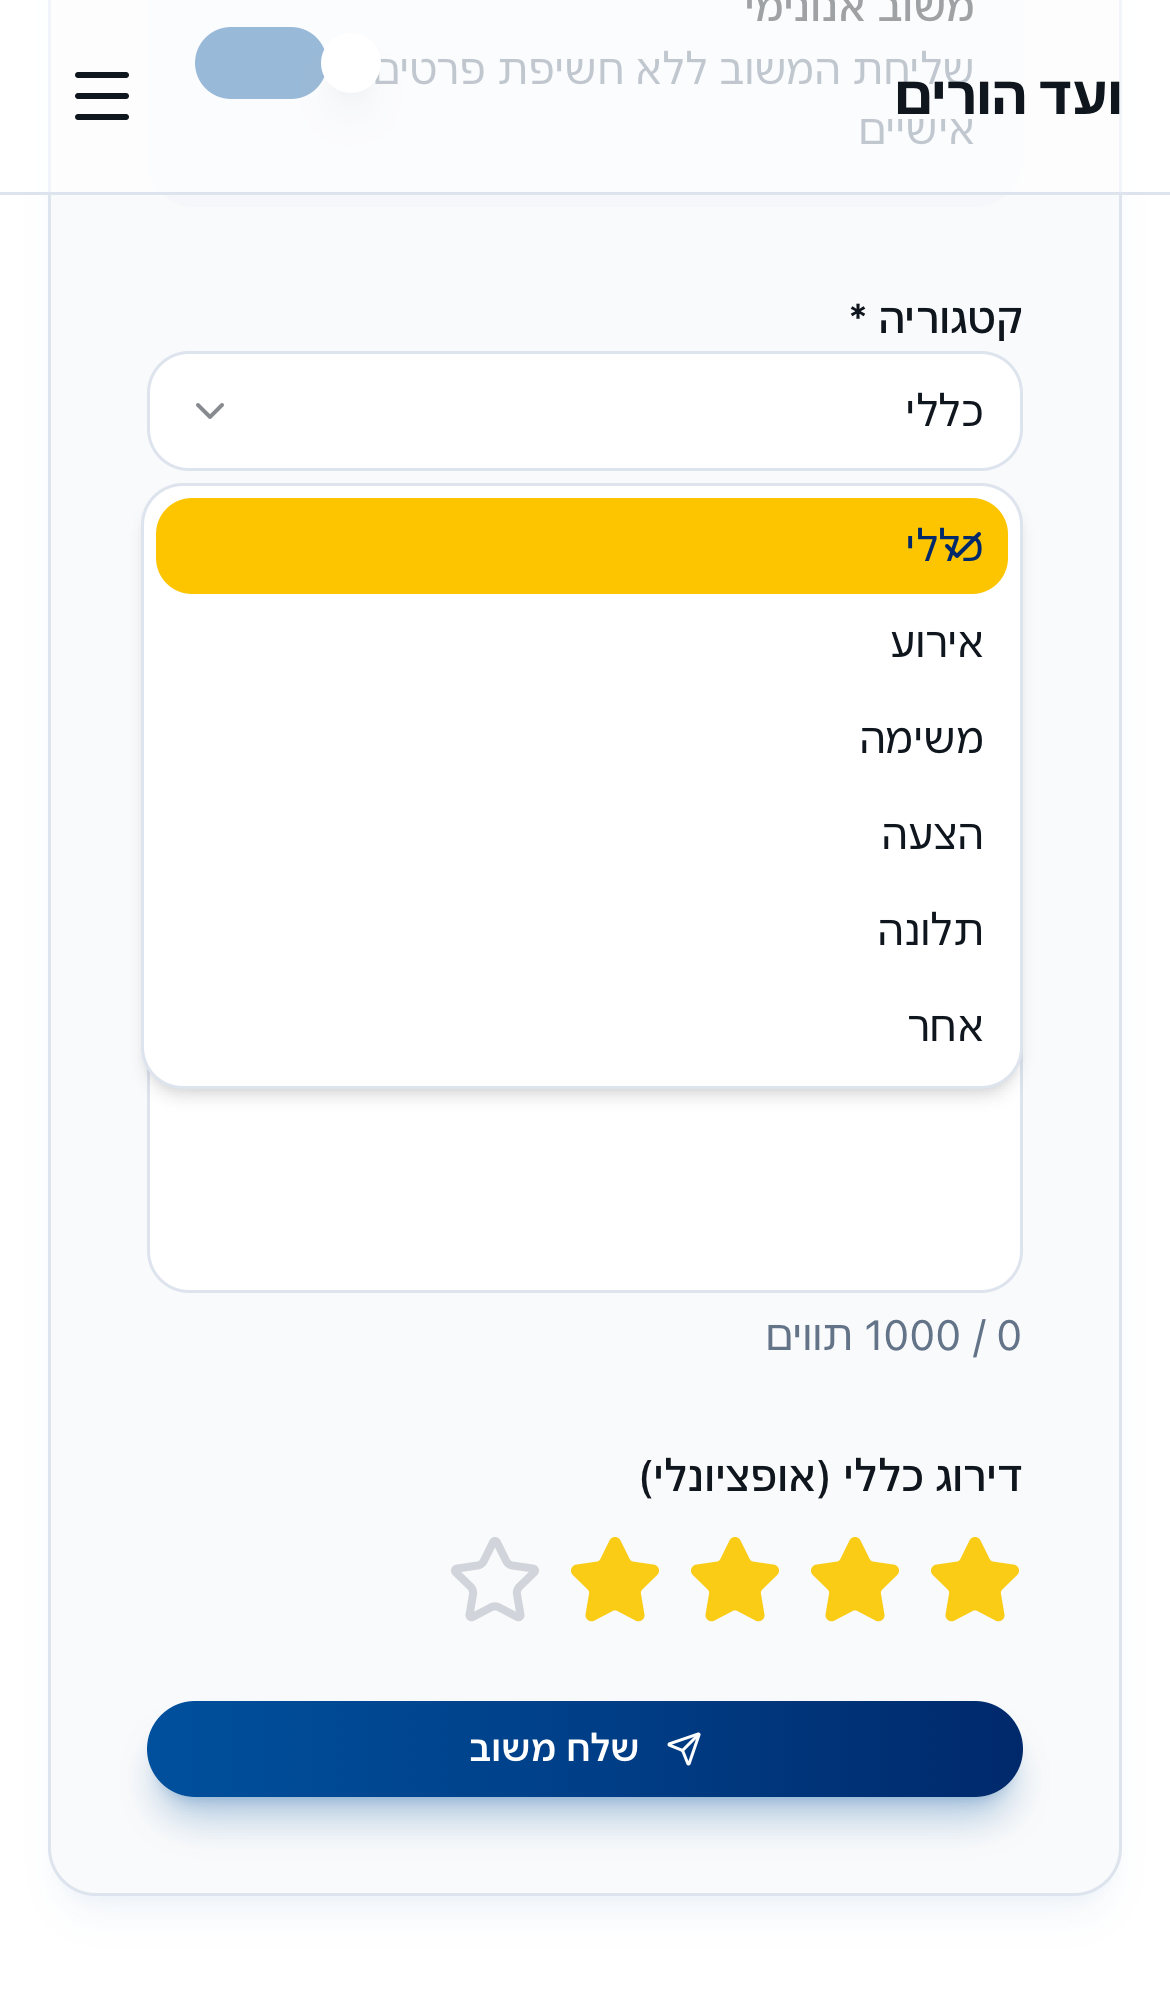 משוב אנונימי
שליחת המשוב ללא חשיפת פרטים
אישיים
ועד הורים
קטגוריה *
כללי
כללי
אירוע
משימה
הצעה
תלונה
אחר
0 / 1000 תווים
דירוג כללי (אופציונלי)
שלח משוב